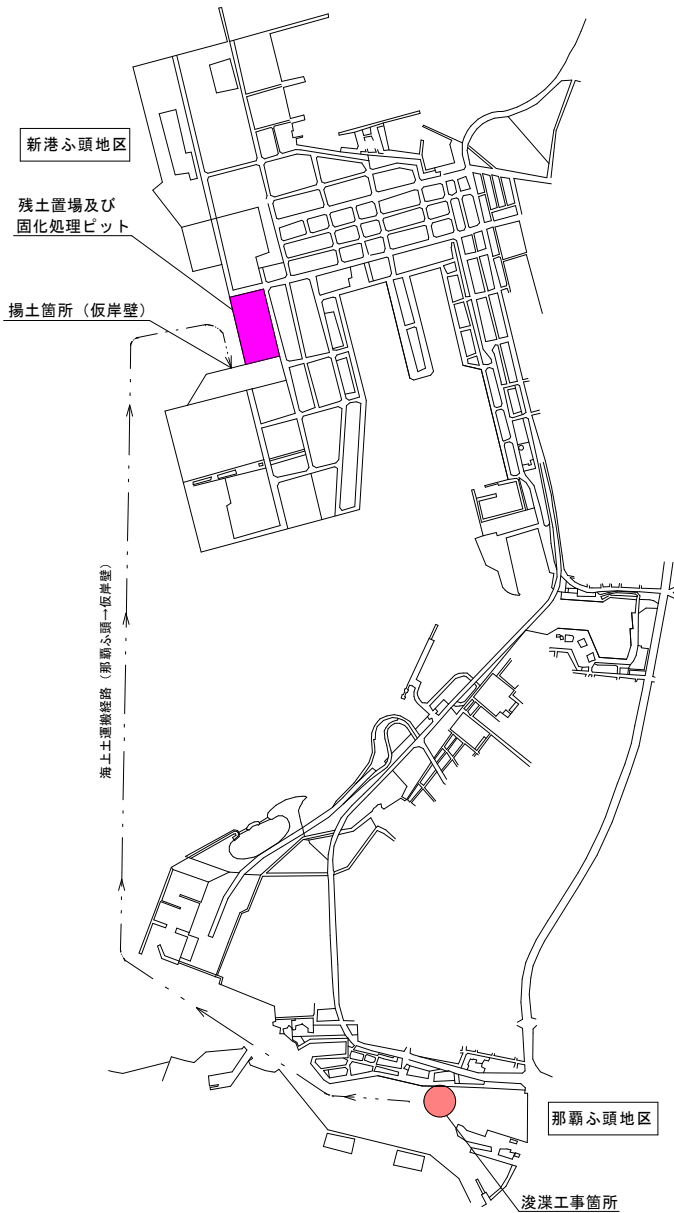 新港ふ頭地区
残土置場及び
固化処理ピット
揚土箇所（仮岸壁）
海上土運搬経路（那覇ふ頭→仮岸壁）
那覇ふ頭地区
浚渫工事箇所